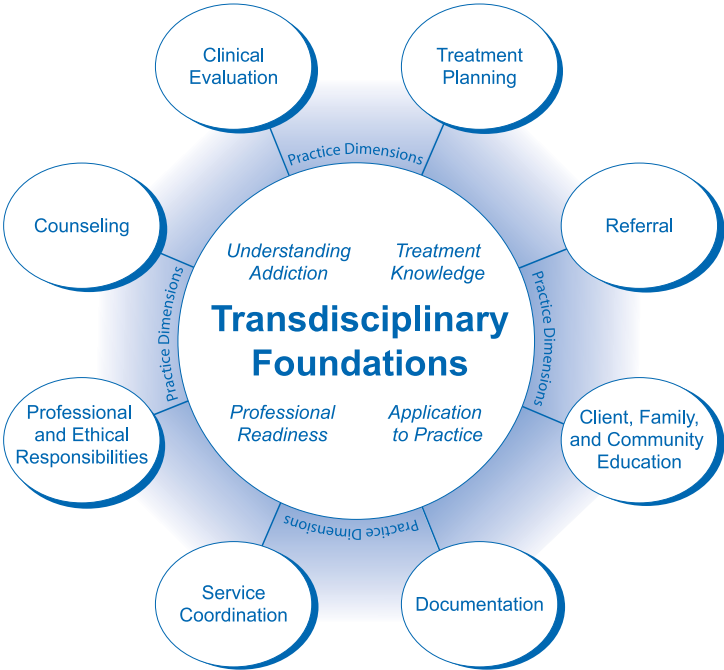 Clinical
Evaluation
Treatment
Planning
Practice Dimensions
Counseling
Referral
Understanding
Addiction
Treatment
Knowledge
Practice Dimensions
Transdisciplinary
Foundations
Practice Dimensions
Professional
Readiness
Application
to Practice
Professional
and Ethical
Responsibilities
Client, Family,
and Community
Education
Practice Dimensions
Service
Coordination
Documentation